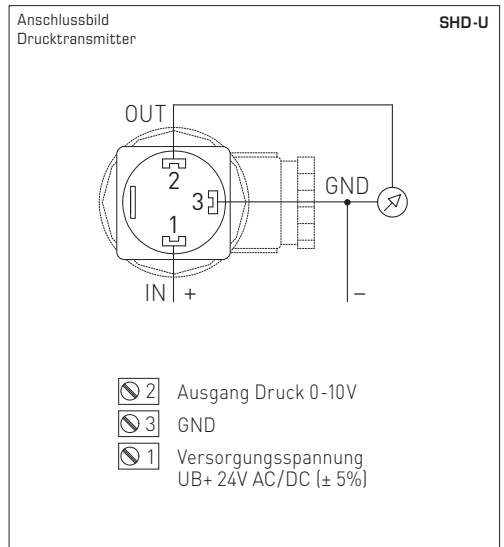 Anschlussbild
Drucktransmitter
SHD-U
OUT
2
3
GND
1
IN +
–
2 Ausgang Druck 0-10V
3 GND
1 Versorgungsspannung
UB+ 24V AC/DC (± 5%)